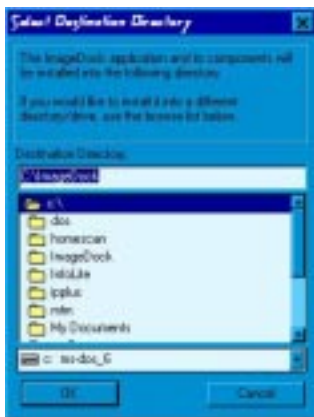 Select Destination Directory
The ImageDock application and its components will
be installed into the following directory.
If you would like to install it into a different
directory/drive, use the browse list below.
Destination Directory:
C:\ImageDock
c:\
dos
homescan
ImageDock
InfoLite
ipplus
My Documents
c: ms-dos_6
OK
Cancel